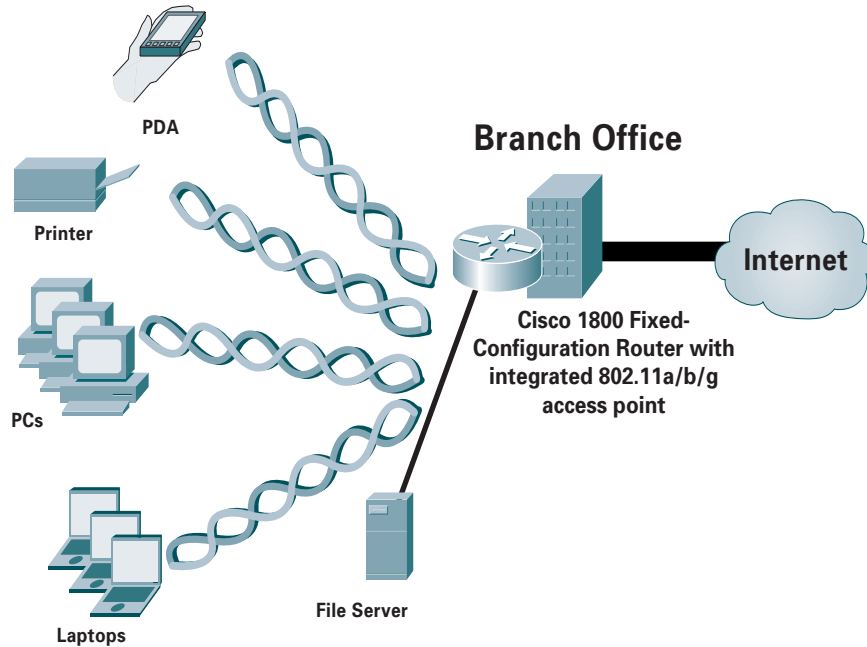 PDA
Branch Office
Printer
Internet
Cisco 1800 Fixed-
Configuration Router with
integrated 802.11a/b/g
access point
PCs
File Server
Laptops